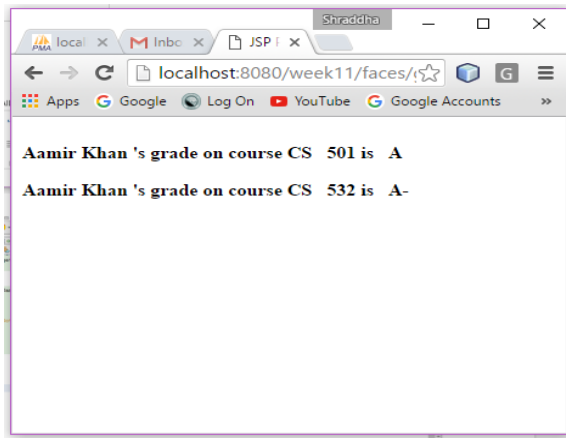 Shraddha
local
M Inbo
JSP
localhost:8080/week11/faces/
Apps G Google Log On YouTube G Google Accounts »
Aamir Khan 's grade on course CS 501 is A
Aamir Khan 's grade on course CS 532 is A-